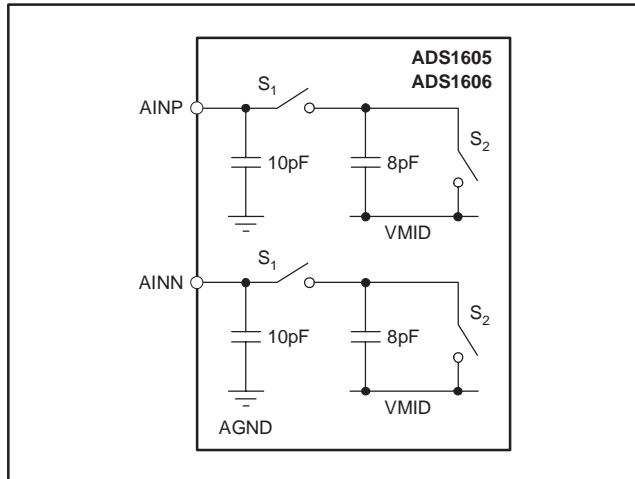 ADS1605
ADS1606
S1
AINP
S2
10pF
8pF
VMID
S1
AINN
S2
10pF
8pF
VMID
AGND